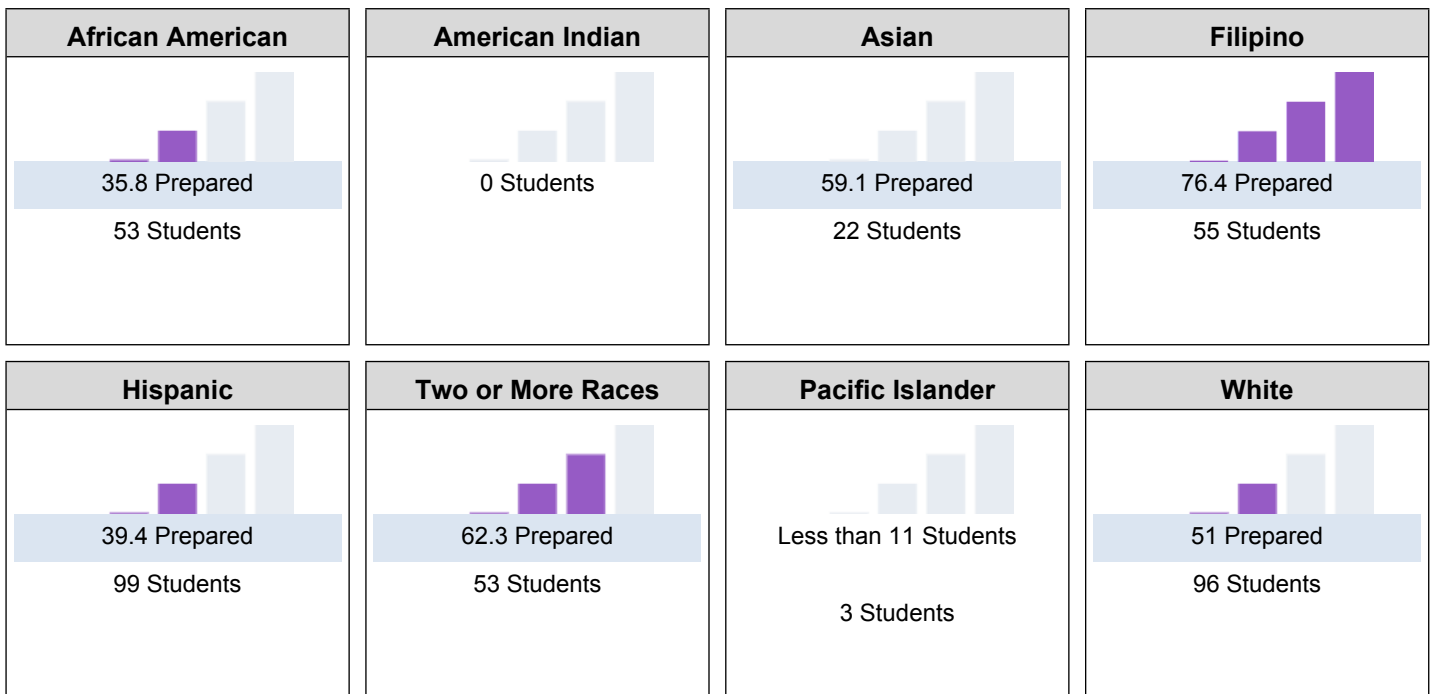 African American
35.8 Prepared
53 Students
American Indian
0 Students
Asian
59.1 Prepared
22 Students
Filipino
76.4 Prepared
55 Students
Hispanic
39.4 Prepared
99 Students
Two or More Races
62.3 Prepared
53 Students
Pacific Islander
Less than 11 Students
3 Students
White
51 Prepared
96 Students